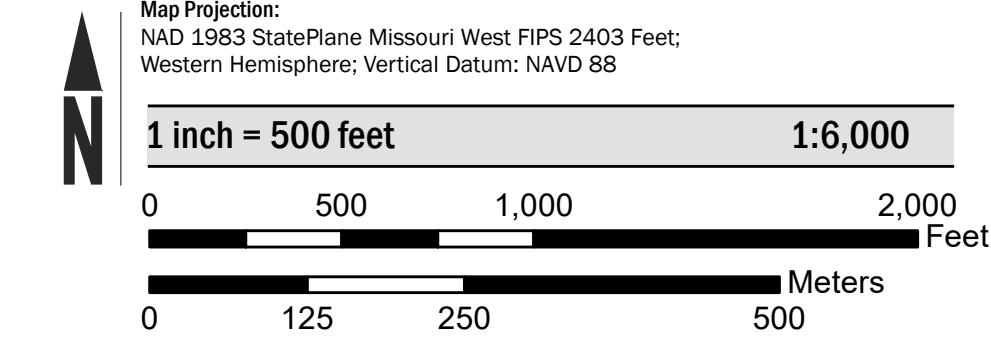 Map Projection:
NAD 1983 StatePlane Missouri West FIPS 2403 Feet;
Western Hemisphere; Vertical Datum: NAVD 88
N
1 inch = 500 feet 1:6,000
0 500 1,000 2,000
Feet
Meters
0 125 250 500